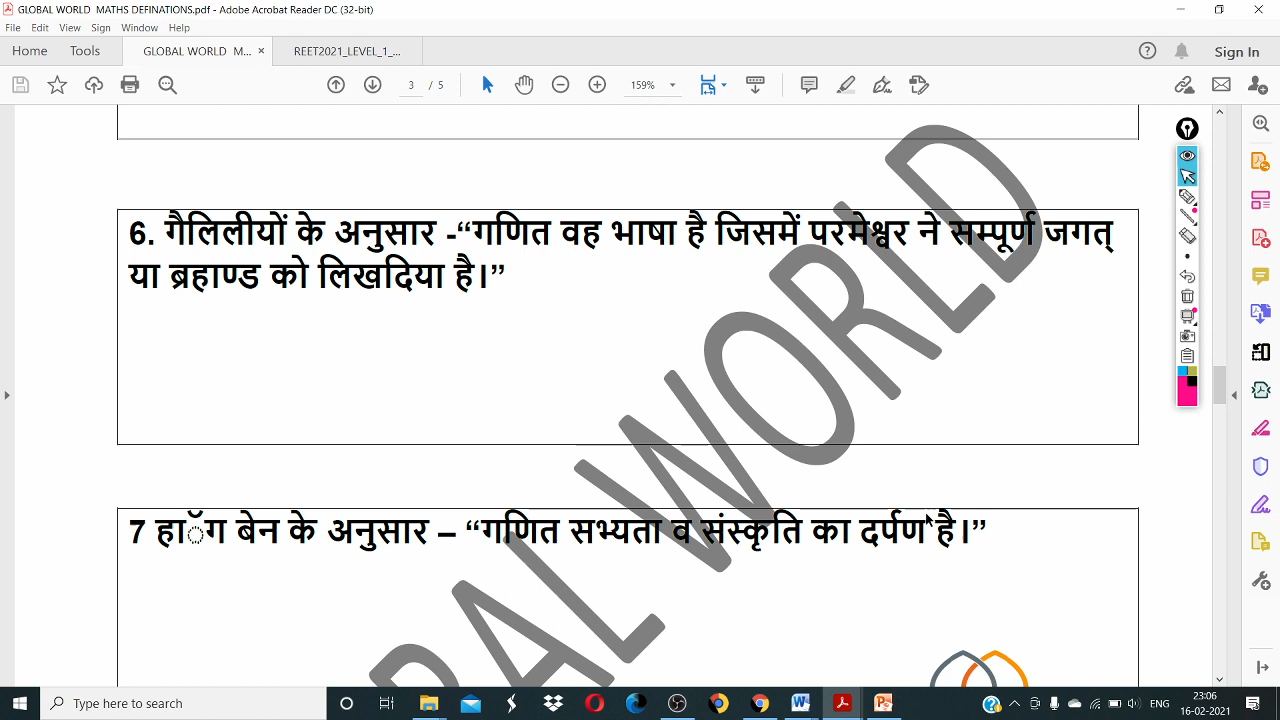 GLOBAL WORLD  MATHS DEFINATIONS.pdf - Adobe Acrobat Reader DC (32-bit)
File Edit View Sign Window Help
Home Tools GLOBAL WORLD M... × REET2021_LEVEL_1_... Sign In
3 / 5 159%
6. गैलिलीयों के अनुसार -“गणित वह भाषा है जिसमें परमेश्वर ने सम्पूर्ण जगत्
या ब्रहाण्ड को लिखदिया है।”
7 हाॅग बेन के अनुसार – “गणित सभ्यता व संस्कृति का दर्पण है।”
BAL WORLD
Type here to search ENG 23:06
16-02-2021